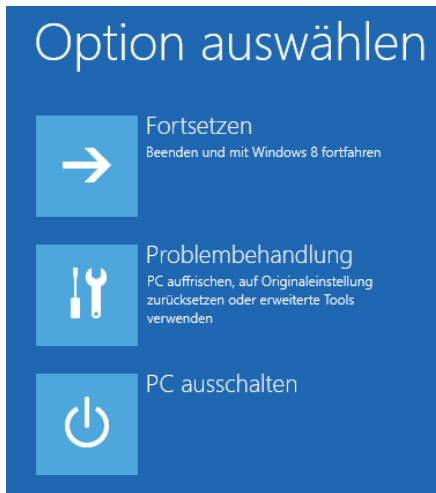 Option auswählen
Fortsetzen
Beenden und mit Windows 8 fortfahren
Problembehandlung
PC auffrischen, auf Originaleinstellung
zurücksetzen oder erweiterte Tools
verwenden
PC ausschalten